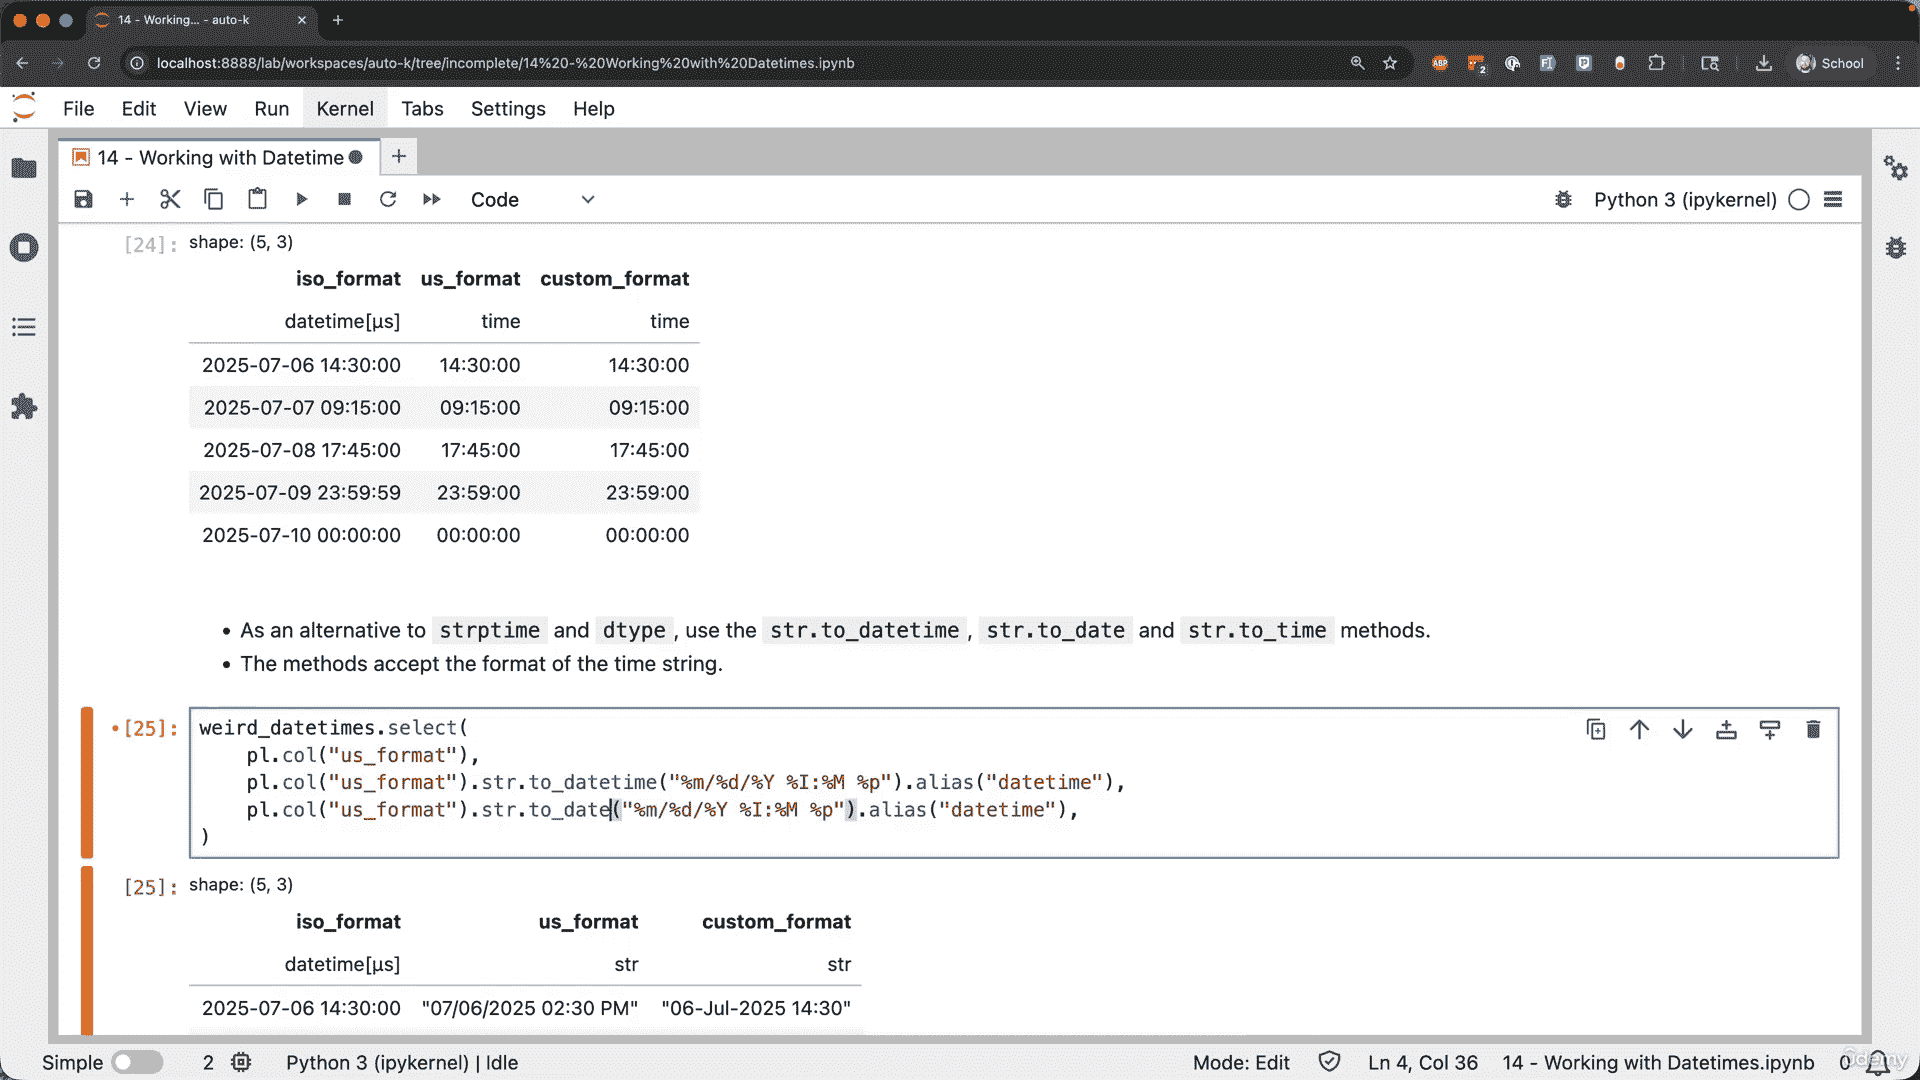 14 - Working... - auto-k
localhost:8888/lab/workspaces/auto-k/tree/incomplete/14%20-%20Working%20with%20Datetimes.ipynb
ABP
2
School
File Edit View Run Kernel Tabs Settings Help
14 - Working with Datetime
Code
Python 3 (ipykernel)
[24]: shape: (5, 3)
iso_format us_format custom_format
datetime[μs] time time
2025-07-06 14:30:00 14:30:00 14:30:00
2025-07-07 09:15:00 09:15:00 09:15:00
2025-07-08 17:45:00 17:45:00 17:45:00
2025-07-09 23:59:59 23:59:00 23:59:00
2025-07-10 00:00:00 00:00:00 00:00:00
• As an alternative to strptime and dtype, use the str.to_datetime, str.to_date and str.to_time methods.
• The methods accept the format of the time string.
•[25]: weird_datetimes.select(
pl.col("us_format"),
pl.col("us_format").str.to_datetime("%m/%d/%Y %I:%M %p").alias("datetime"),
pl.col("us_format").str.to_date("%m/%d/%Y %I:%M %p").alias("datetime"),
)
[25]: shape: (5, 3)
iso_format us_format custom_format
datetime[μs] str str
2025-07-06 14:30:00 "07/06/2025 02:30 PM" "06-Jul-2025 14:30"
Simple 2 Python 3 (ipykernel) | Idle Mode: Edit Ln 4, Col 36 14 - Working with Datetimes.ipynb 0
Udemy